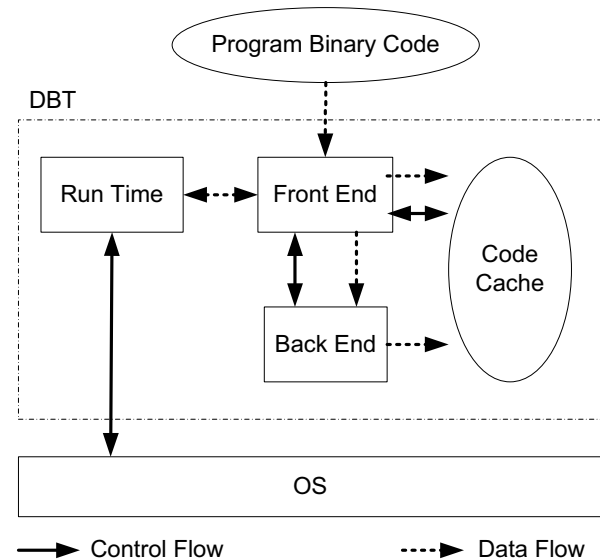 Program Binary Code
DBT
Run Time
Front End
Code
Cache
Back End
OS
Control Flow
Data Flow